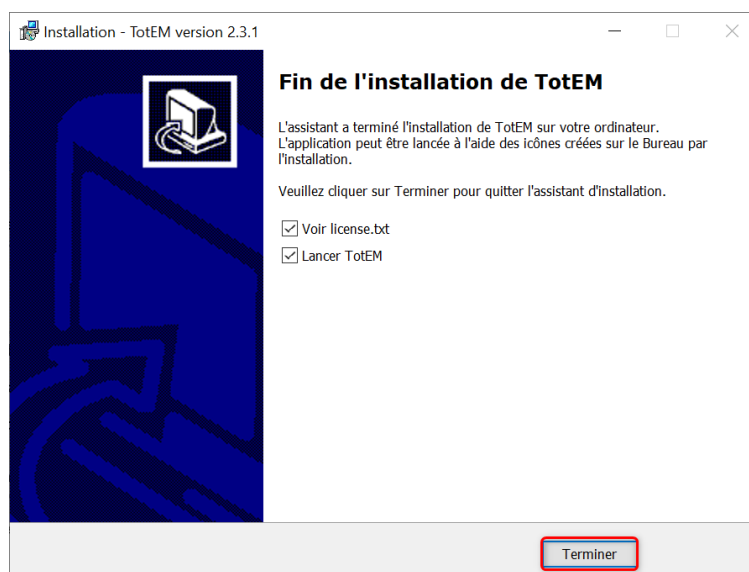 Installation - TotEM version 2.3.1
Fin de l'installation de TotEM
L'assistant a terminé l'installation de TotEM sur votre ordinateur.
L'application peut être lancée à l'aide des icônes créées sur le Bureau par
l'installation.
Veuillez cliquer sur Terminer pour quitter l'assistant d'installation.
Voir license.txt
Lancer TotEM
Terminer